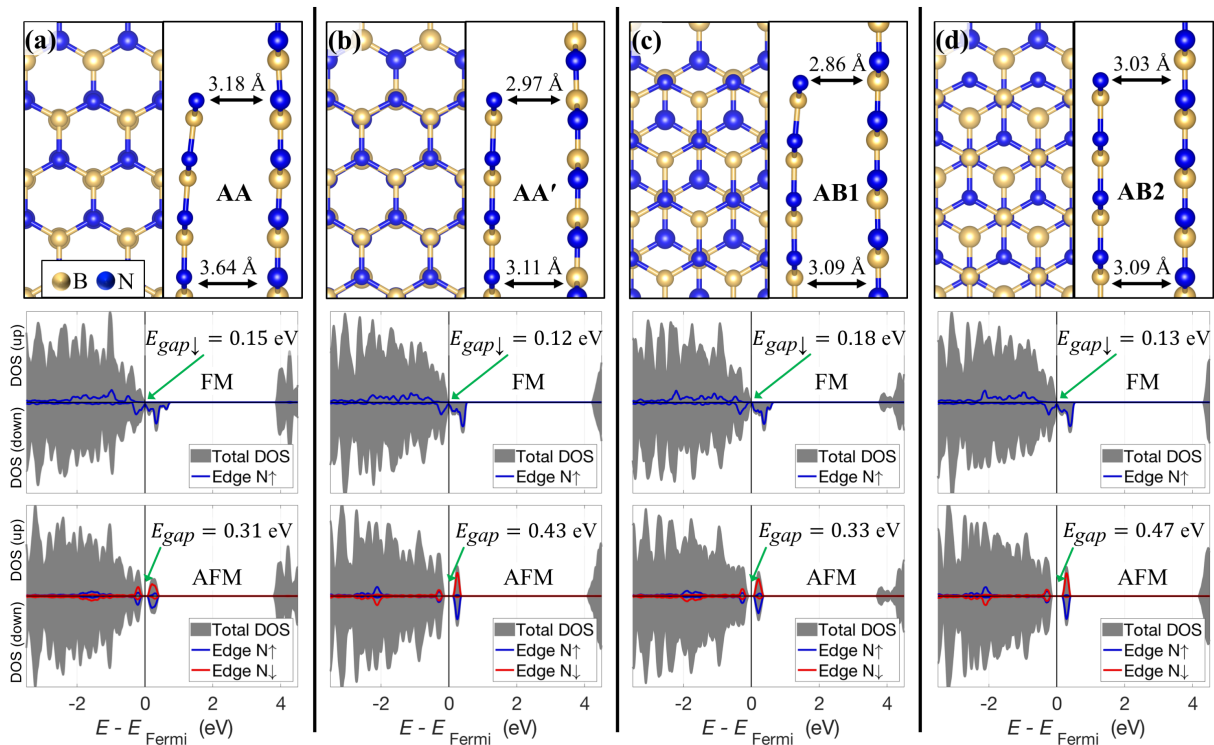 (a)
3.18 Å
AA
3.64 Å
B N
(b)
2.97 Å
AA′
3.11 Å
(c)
2.86 Å
AB1
3.09 Å
(d)
3.03 Å
AB2
3.09 Å
DOS (up)
DOS (down)
E_gap↓ = 0.15 eV
FM
Total DOS
Edge N↑
E_gap↓ = 0.12 eV
FM
Total DOS
Edge N↑
E_gap↓ = 0.18 eV
FM
Total DOS
Edge N↑
E_gap↓ = 0.13 eV
FM
Total DOS
Edge N↑
DOS (up)
DOS (down)
E_gap = 0.31 eV
AFM
Total DOS
Edge N↑
Edge N↓
-2 0 2 4
E - E_Fermi (eV)
E_gap = 0.43 eV
AFM
Total DOS
Edge N↑
Edge N↓
-2 0 2 4
E - E_Fermi (eV)
E_gap = 0.33 eV
AFM
Total DOS
Edge N↑
Edge N↓
-2 0 2 4
E - E_Fermi (eV)
E_gap = 0.47 eV
AFM
Total DOS
Edge N↑
Edge N↓
-2 0 2 4
E - E_Fermi (eV)